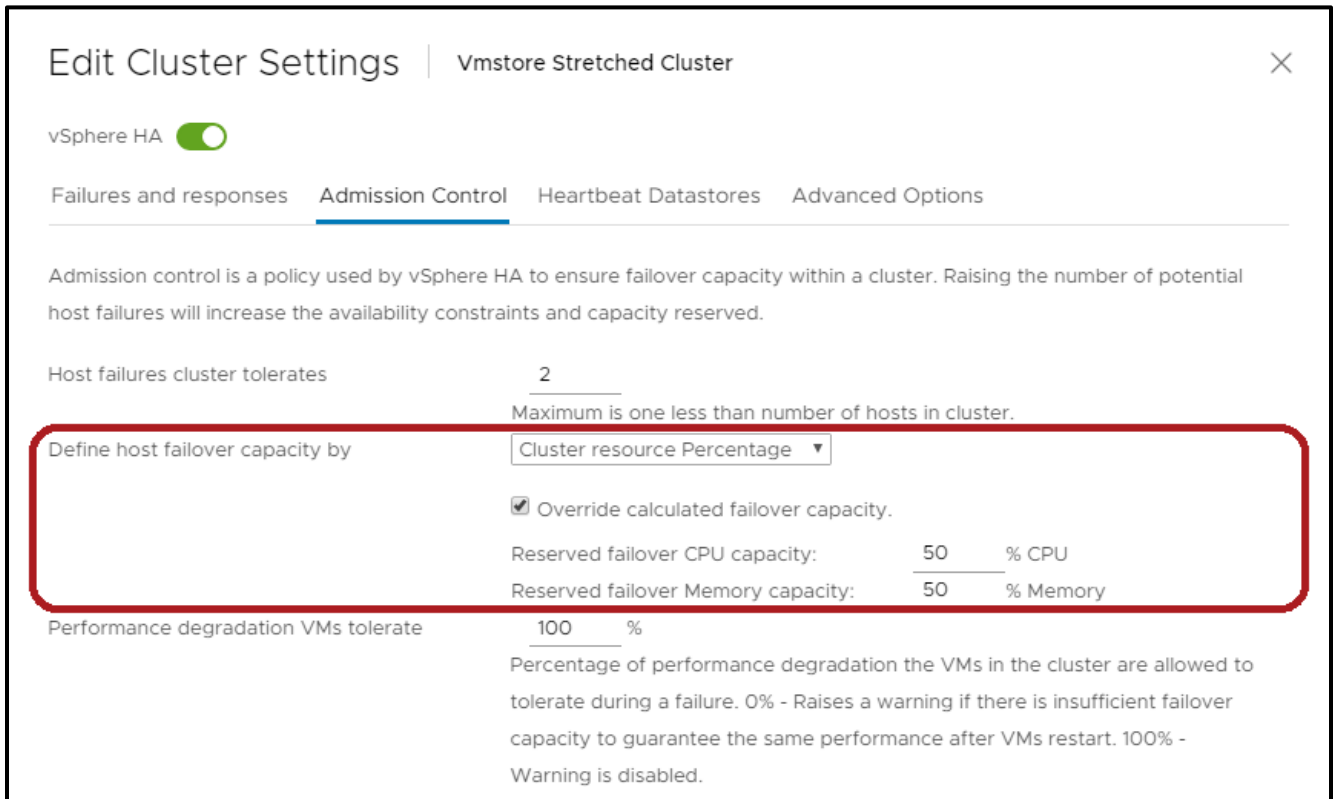 Edit Cluster Settings Vmstore Stretched Cluster
vSphere HA
Failures and responses Admission Control Heartbeat Datastores Advanced Options
Admission control is a policy used by vSphere HA to ensure failover capacity within a cluster. Raising the number of potential
host failures will increase the availability constraints and capacity reserved.
Host failures cluster tolerates 2
Maximum is one less than number of hosts in cluster.
Define host failover capacity by Cluster resource Percentage
Override calculated failover capacity.
Reserved failover CPU capacity: 50 % CPU
Reserved failover Memory capacity: 50 % Memory
Performance degradation VMs tolerate 100 %
Percentage of performance degradation the VMs in the cluster are allowed to
tolerate during a failure. 0% - Raises a warning if there is insufficient failover
capacity to guarantee the same performance after VMs restart. 100% -
Warning is disabled.